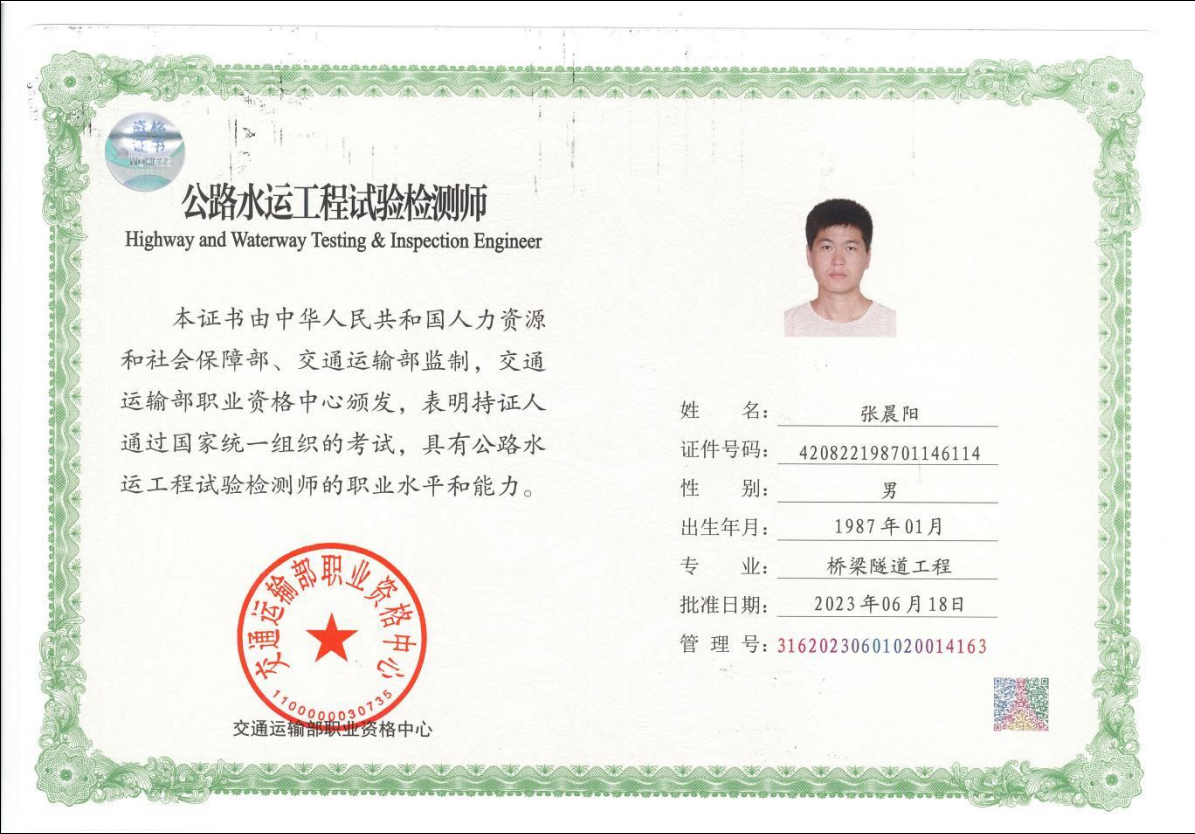 资格
证书
公路水运工程试验检测师
Highway and Waterway Testing & Inspection Engineer
本证书由中华人民共和国人力资源
和社会保障部、交通运输部监制，交通
运输部职业资格中心颁发，表明持证人
通过国家统一组织的考试，具有公路水
运工程试验检测师的职业水平和能力。
交通运输部职业资格中心
1100000030735
交通运输部职业资格中心
姓 名： 张晨阳
证件号码： 420822198701146114
性 别： 男
出生年月： 1987年01月
专 业： 桥梁隧道工程
批准日期： 2023年06月18日
管 理 号： 31620230601020014163